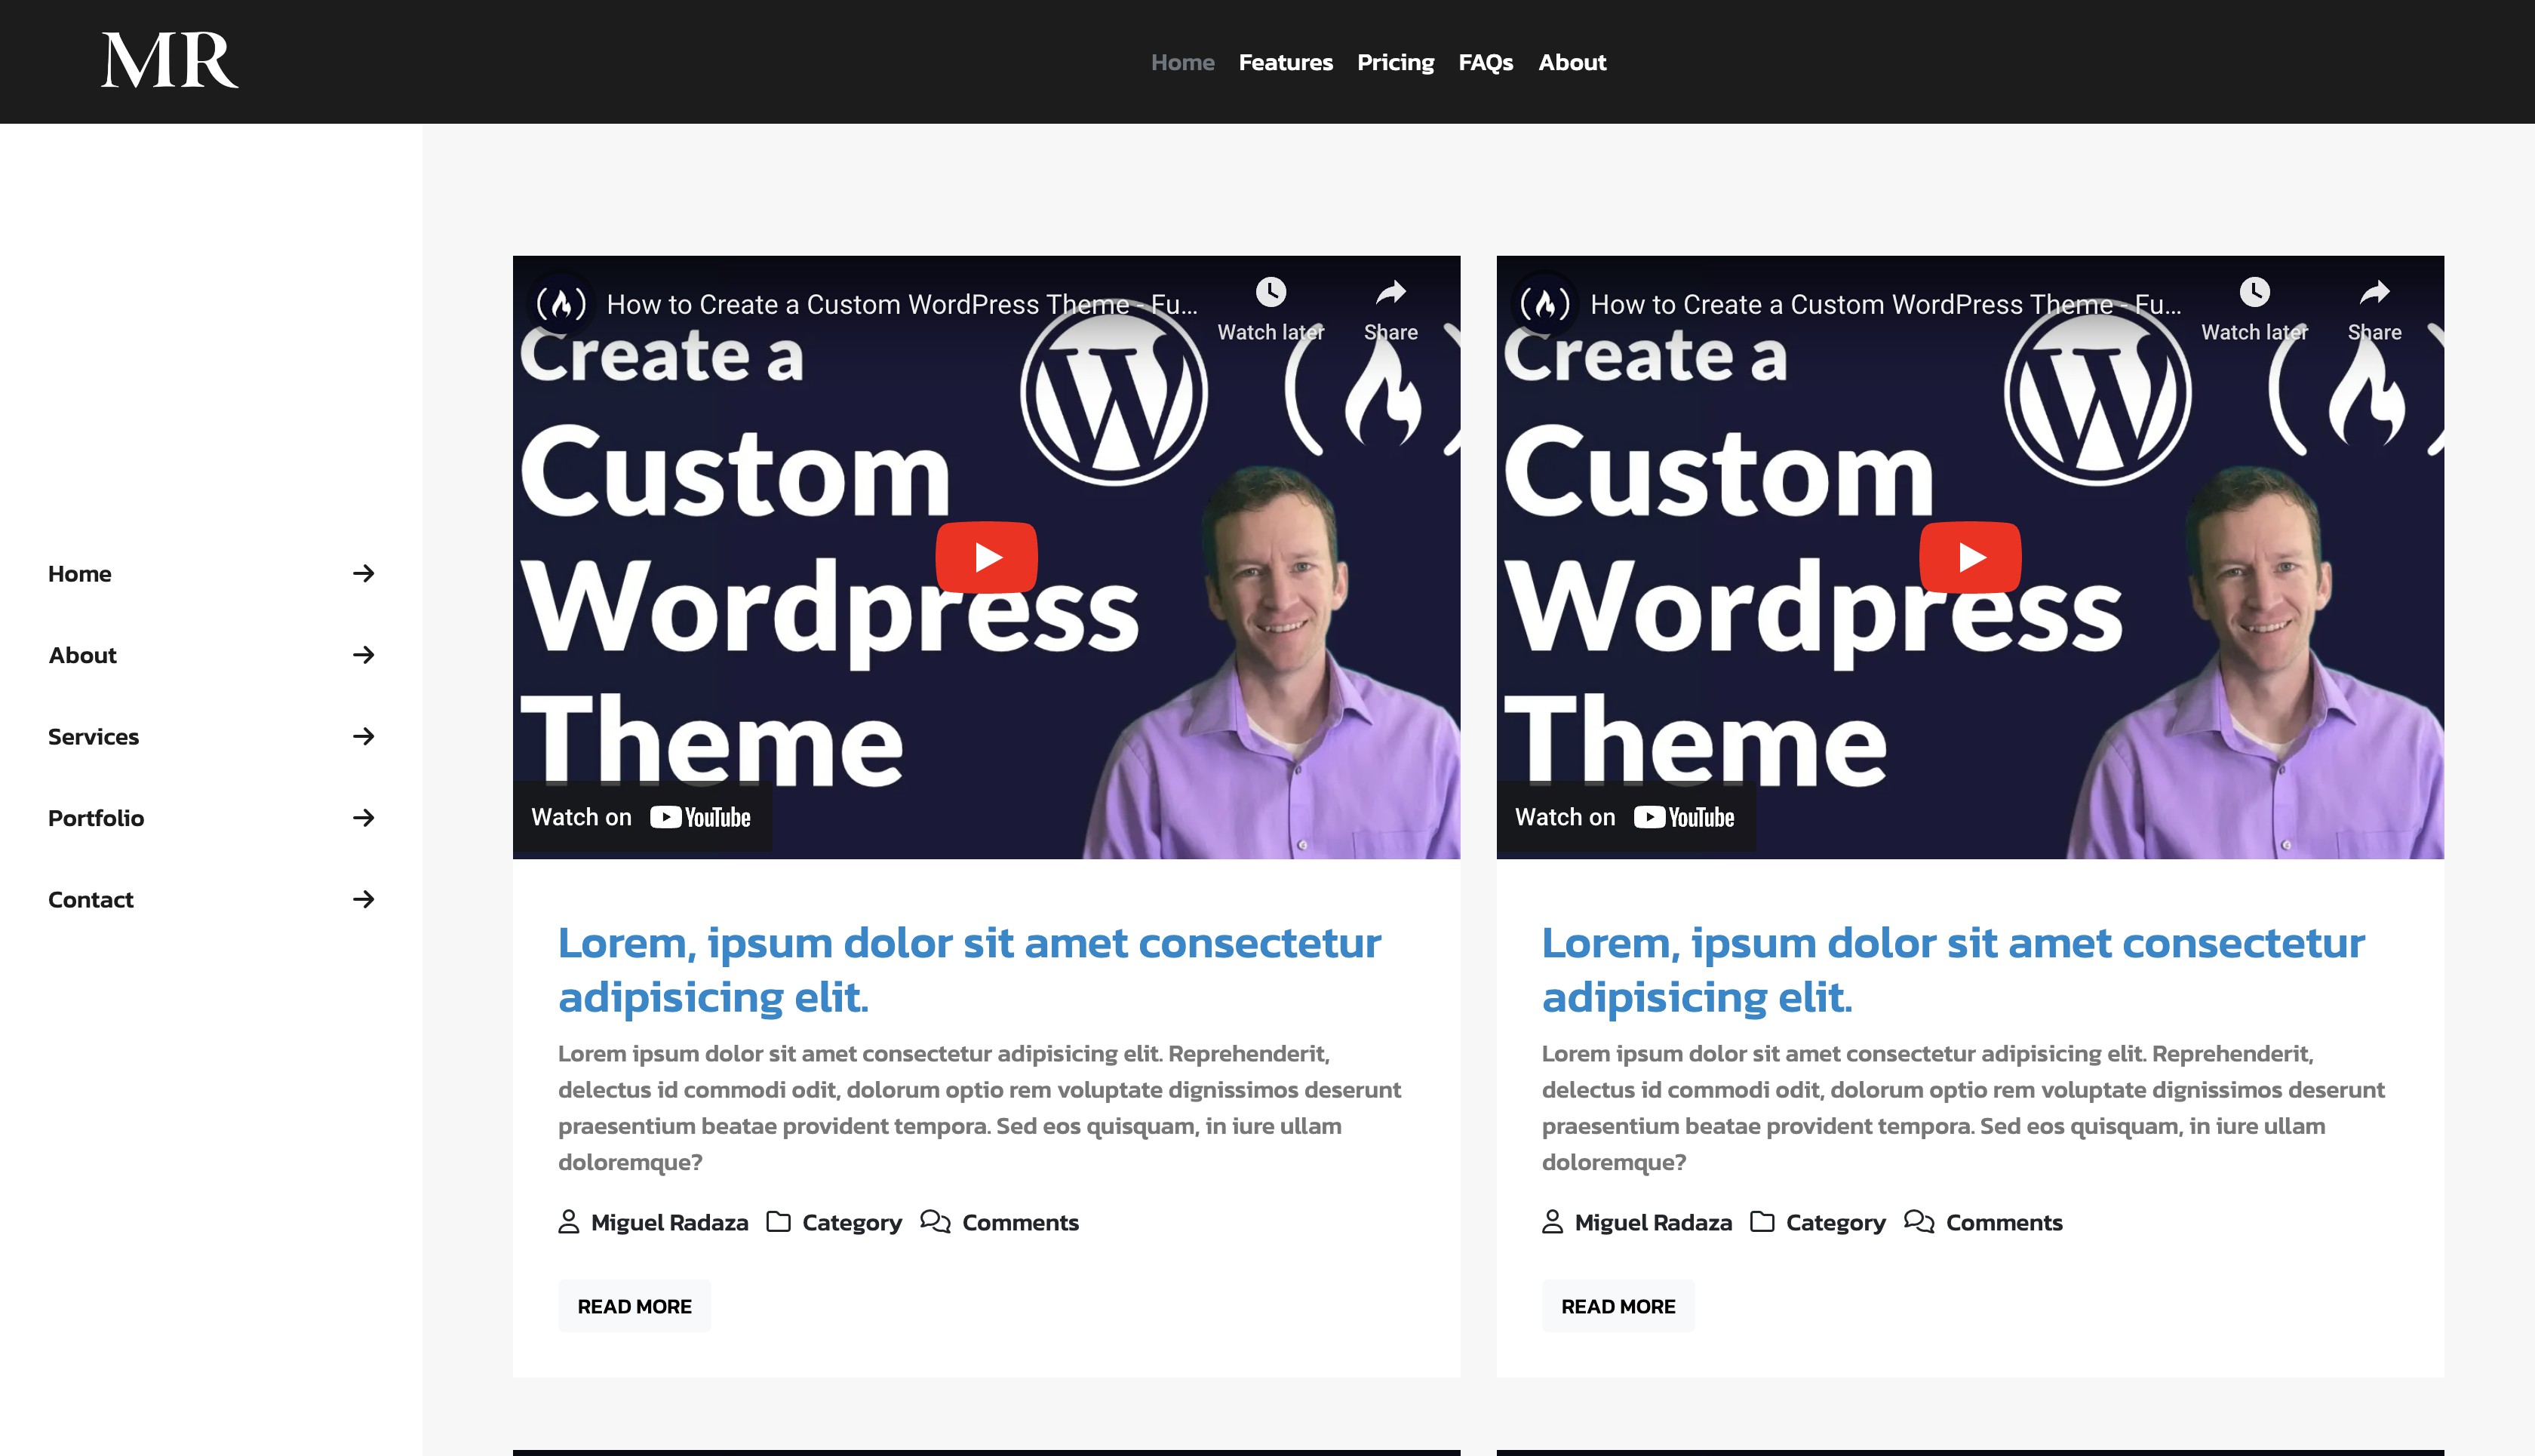 MR
Home Features Pricing FAQs About
Home
About
Services
Portfolio
Contact
How to Create a Custom WordPress Theme - Fu...
Watch later Share
Create a
Custom
Wordpress
Theme
Watch on YouTube
Lorem, ipsum dolor sit amet consectetur
adipisicing elit.
Lorem ipsum dolor sit amet consectetur adipisicing elit. Reprehenderit,
delectus id commodi odit, dolorum optio rem voluptate dignissimos deserunt
praesentium beatae provident tempora. Sed eos quisquam, in iure ullam
doloremque?
Miguel Radaza Category Comments
READ MORE
How to Create a Custom WordPress Theme - Fu...
Watch later Share
Create a
Custom
Wordpress
Theme
Watch on YouTube
Lorem, ipsum dolor sit amet consectetur
adipisicing elit.
Lorem ipsum dolor sit amet consectetur adipisicing elit. Reprehenderit,
delectus id commodi odit, dolorum optio rem voluptate dignissimos deserunt
praesentium beatae provident tempora. Sed eos quisquam, in iure ullam
doloremque?
Miguel Radaza Category Comments
READ MORE